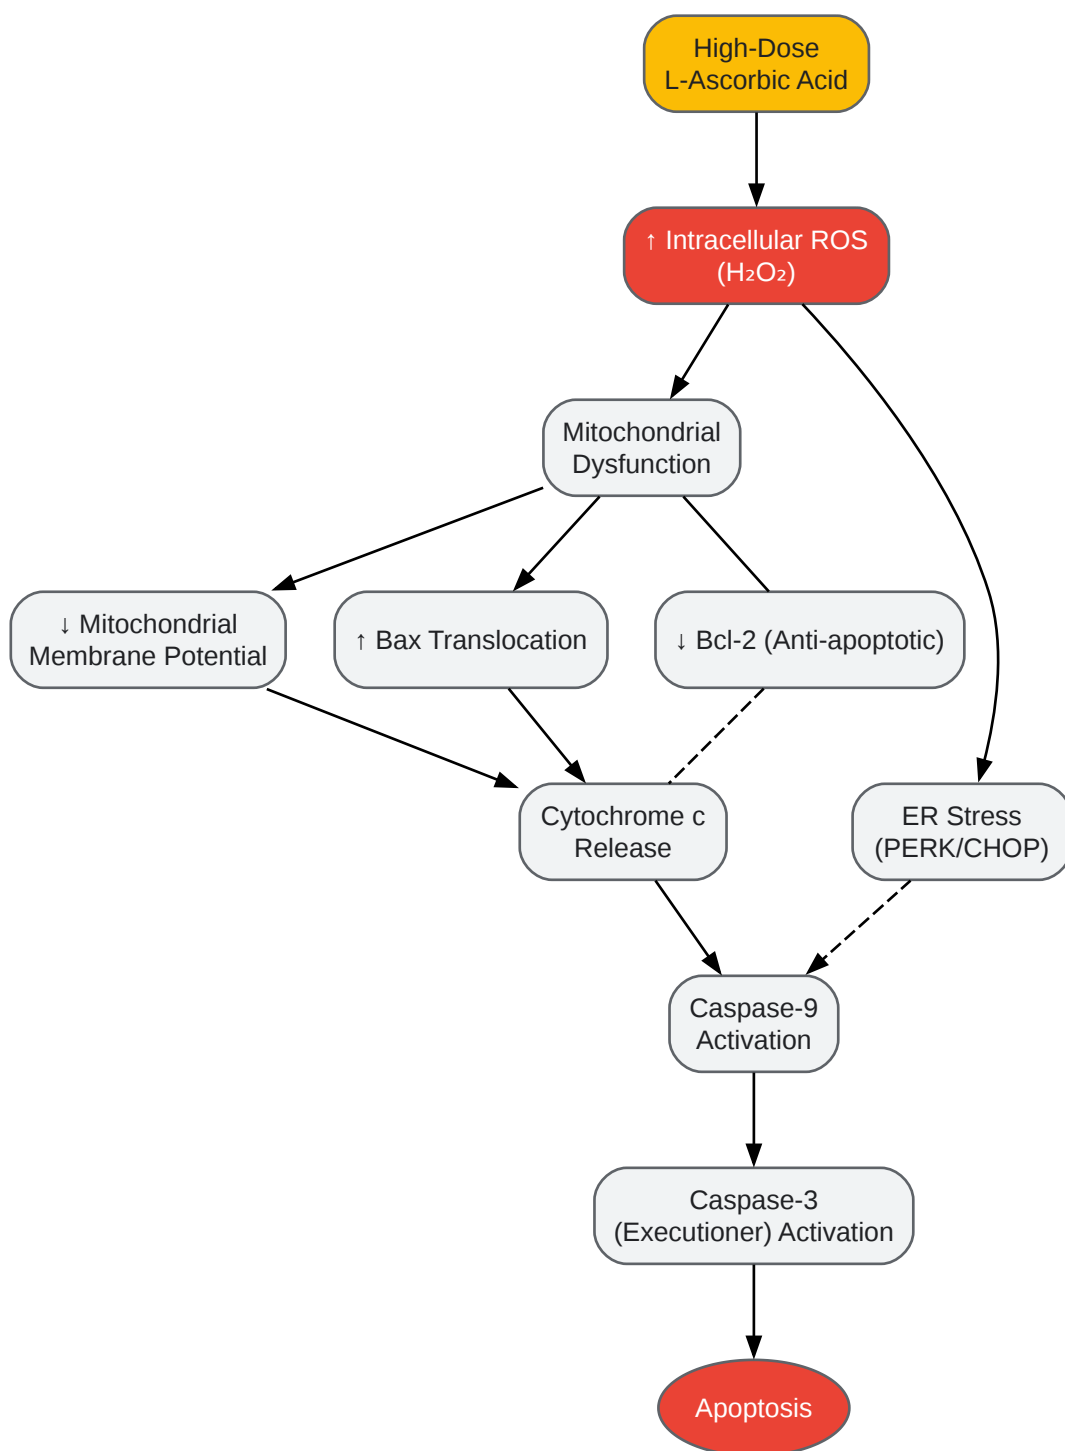 High-Dose
L-Ascorbic Acid
↑ Intracellular ROS
(H₂O₂)
Mitochondrial
Dysfunction
↓ Mitochondrial
Membrane Potential
↑ Bax Translocation
↓ Bcl-2 (Anti-apoptotic)
Cytochrome c
Release
ER Stress
(PERK/CHOP)
Caspase-9
Activation
Caspase-3
(Executioner) Activation
Apoptosis